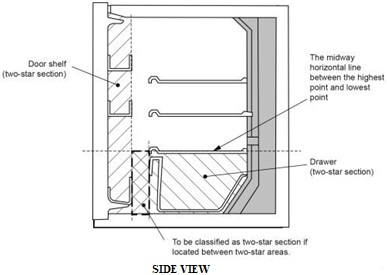 Door shelf
(two-star section)
The midway
horizontal line
between the highest
point and lowest
point
Drawer
(two-star section)
To be classified as two-star section if
located between two-star areas.
SIDE VIEW